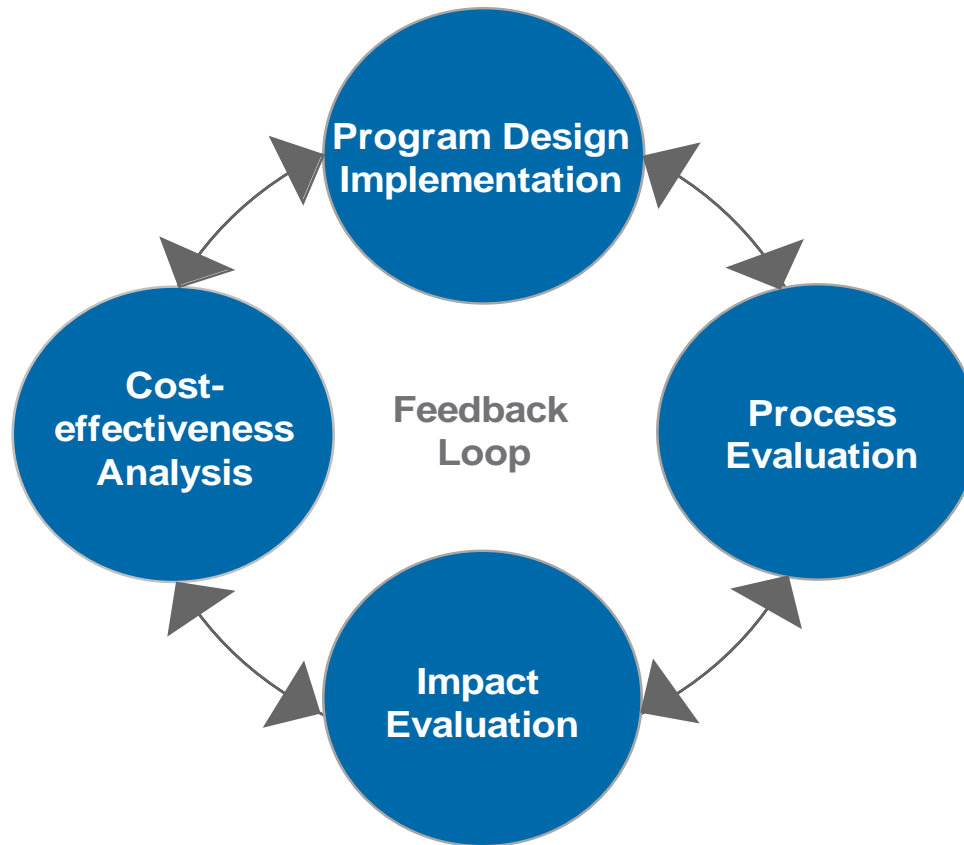 Program Design
Implementation
Cost-
effectiveness
Analysis
Feedback
Loop
Process
Evaluation
Impact
Evaluation